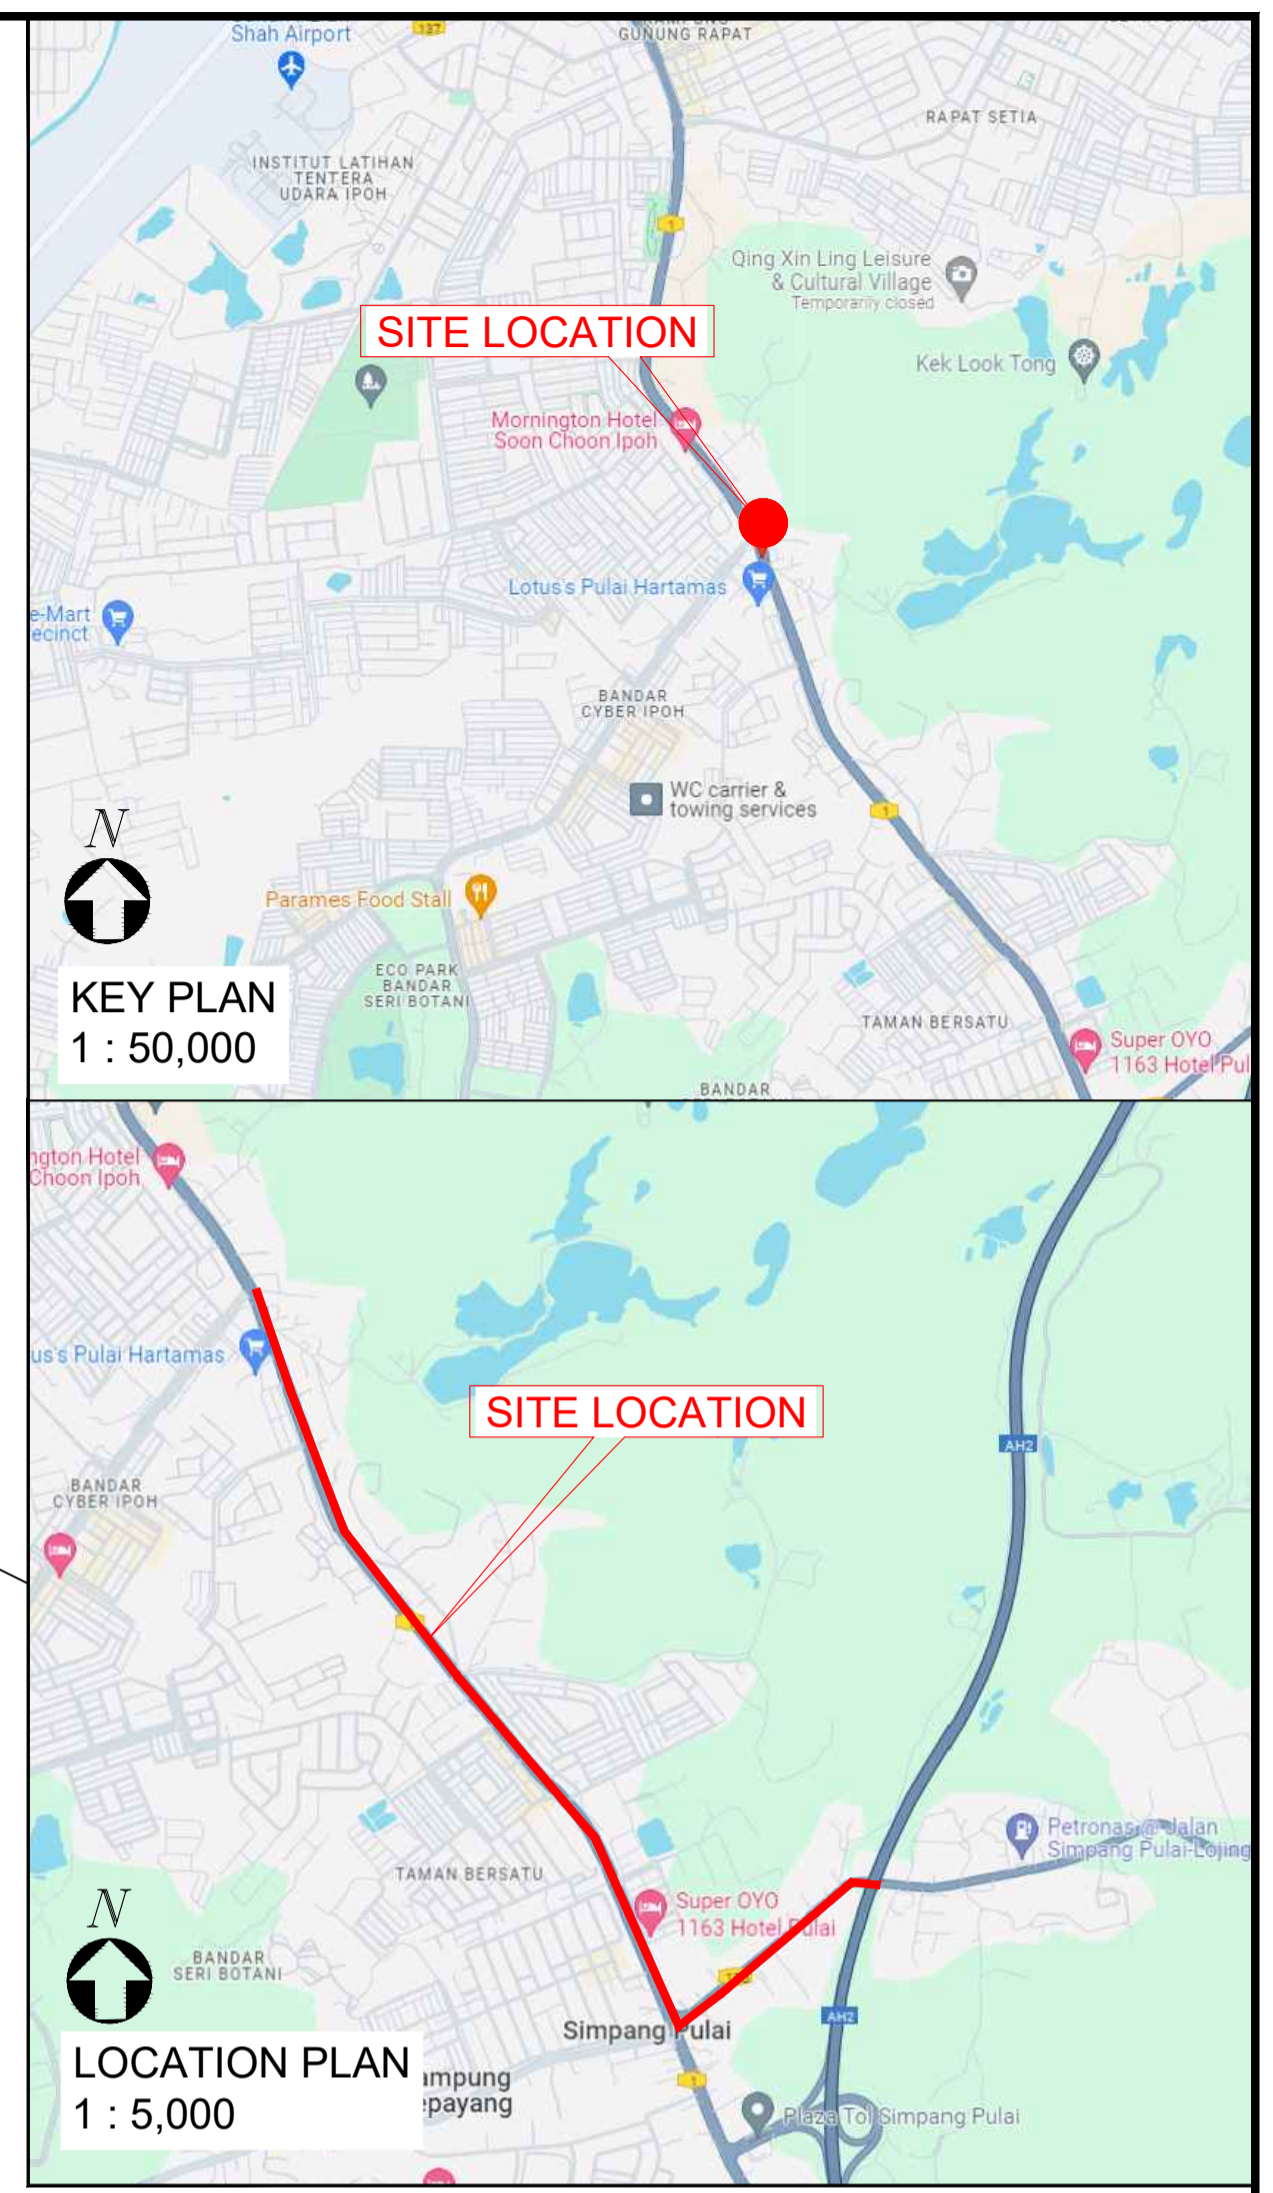 Shah Airport
137
GUNUNG RAPAT
RAPAT SETIA
INSTITUT LATIHAN
TENTERA
UDARA IPOH
1
Qing Xin Ling Leisure
& Cultural Village
Temporarily closed
SITE LOCATION
Kek Look Tong
Mornington Hotel
Soon Choon Ipoh
Lotus's Pulai Hartamas
e-Mart
ecinct
BANDAR
CYBER IPOH
WC carrier &
towing services
1
N
Parames Food Stall
ECO PARK
BANDAR
SERI BOTANI
KEY PLAN
1 : 50,000
TAMAN BERSATU
Super OYO
1163 Hotel Pul
BANDAR
ngton Hotel
Choon Ipoh
us's Pulai Hartamas
SITE LOCATION
AH2
BANDAR
CYBER IPOH
Petronas @ Jalan
Simpang Pulai-Lojing
TAMAN BERSATU
Super OYO
1163 Hotel Pulai
N
BANDAR
SERI BOTANI
AH2
Simpang Pulai
LOCATION PLAN
1 : 5,000
ampung
epayang
1
Plaza Tol Simpang Pulai